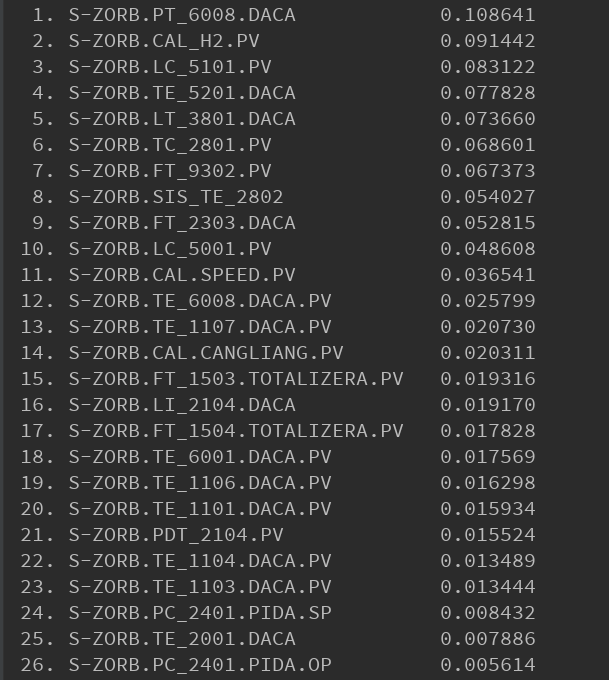 1. S-ZORB.PT_6008.DACA 0.108641
2. S-ZORB.CAL_H2.PV 0.091442
3. S-ZORB.LC_5101.PV 0.083122
4. S-ZORB.TE_5201.DACA 0.077828
5. S-ZORB.LT_3801.DACA 0.073660
6. S-ZORB.TC_2801.PV 0.068601
7. S-ZORB.FT_9302.PV 0.067373
8. S-ZORB.SIS_TE_2802 0.054027
9. S-ZORB.FT_2303.DACA 0.052815
10. S-ZORB.LC_5001.PV 0.048608
11. S-ZORB.CAL.SPEED.PV 0.036541
12. S-ZORB.TE_6008.DACA.PV 0.025799
13. S-ZORB.TE_1107.DACA.PV 0.020730
14. S-ZORB.CAL.CANGLIANG.PV 0.020311
15. S-ZORB.FT_1503.TOTALIZERA.PV 0.019316
16. S-ZORB.LI_2104.DACA 0.019170
17. S-ZORB.FT_1504.TOTALIZERA.PV 0.017828
18. S-ZORB.TE_6001.DACA.PV 0.017569
19. S-ZORB.TE_1106.DACA.PV 0.016298
20. S-ZORB.TE_1101.DACA.PV 0.015934
21. S-ZORB.PDT_2104.PV 0.015524
22. S-ZORB.TE_1104.DACA.PV 0.013489
23. S-ZORB.TE_1103.DACA.PV 0.013444
24. S-ZORB.PC_2401.PIDA.SP 0.008432
25. S-ZORB.TE_2001.DACA 0.007886
26. S-ZORB.PC_2401.PIDA.OP 0.005614